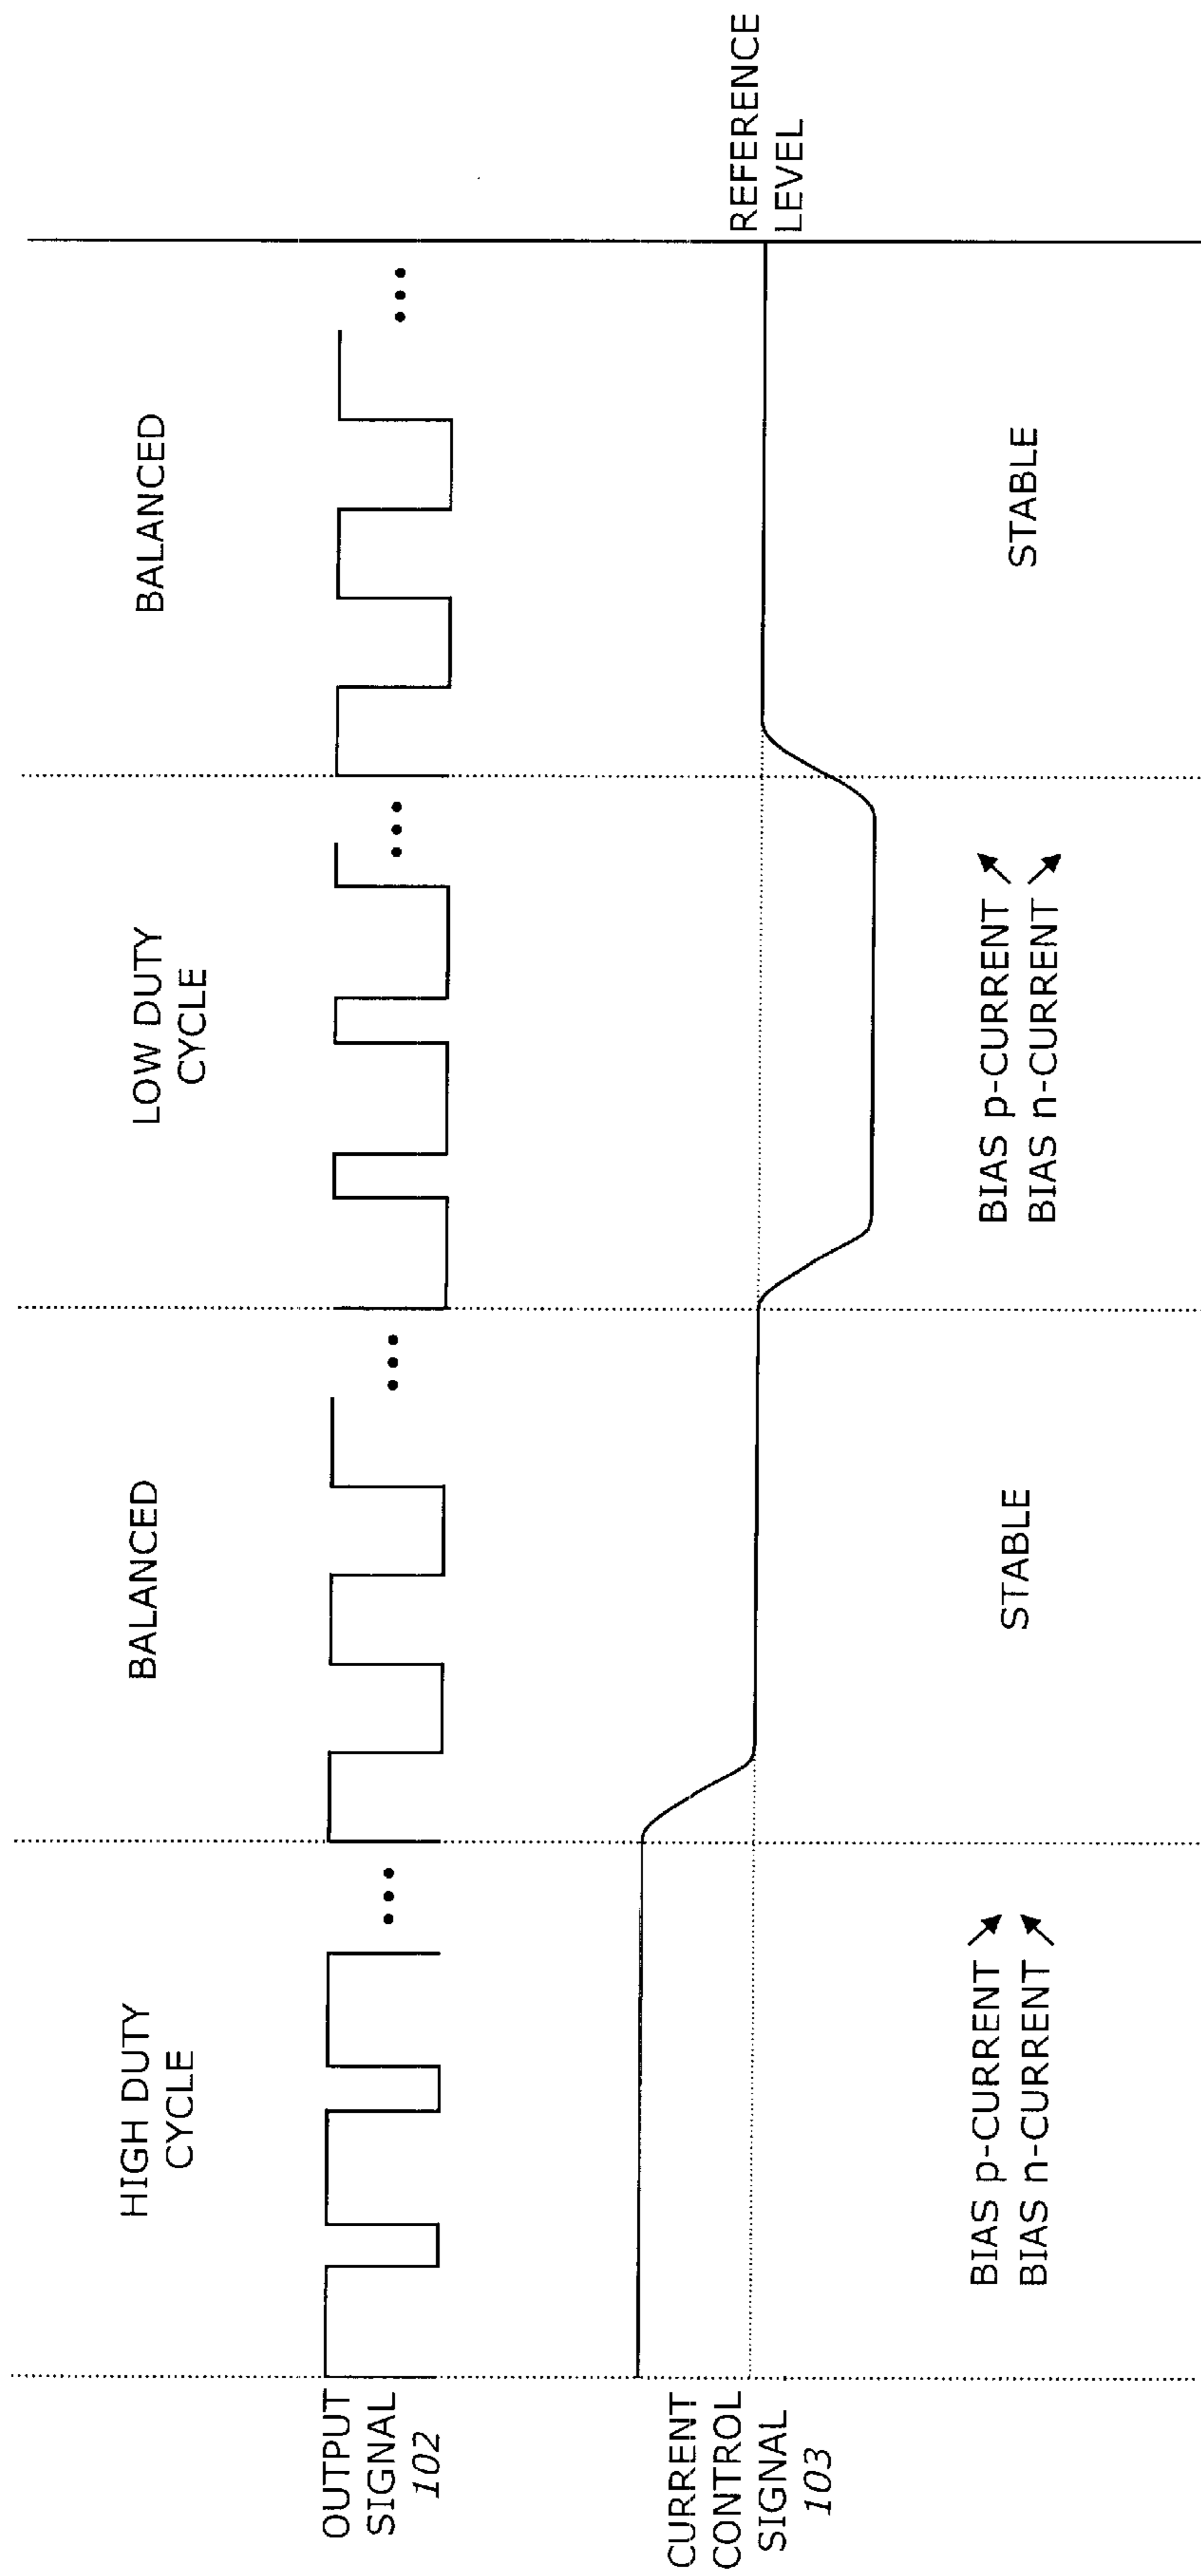 HIGH DUTY
CYCLE
BALANCED
LOW DUTY
CYCLE
BALANCED
OUTPUT
SIGNAL
102
CURRENT
CONTROL
SIGNAL
103
REFERENCE
LEVEL
BIAS p-CURRENT
BIAS n-CURRENT
STABLE
BIAS p-CURRENT
BIAS n-CURRENT
STABLE